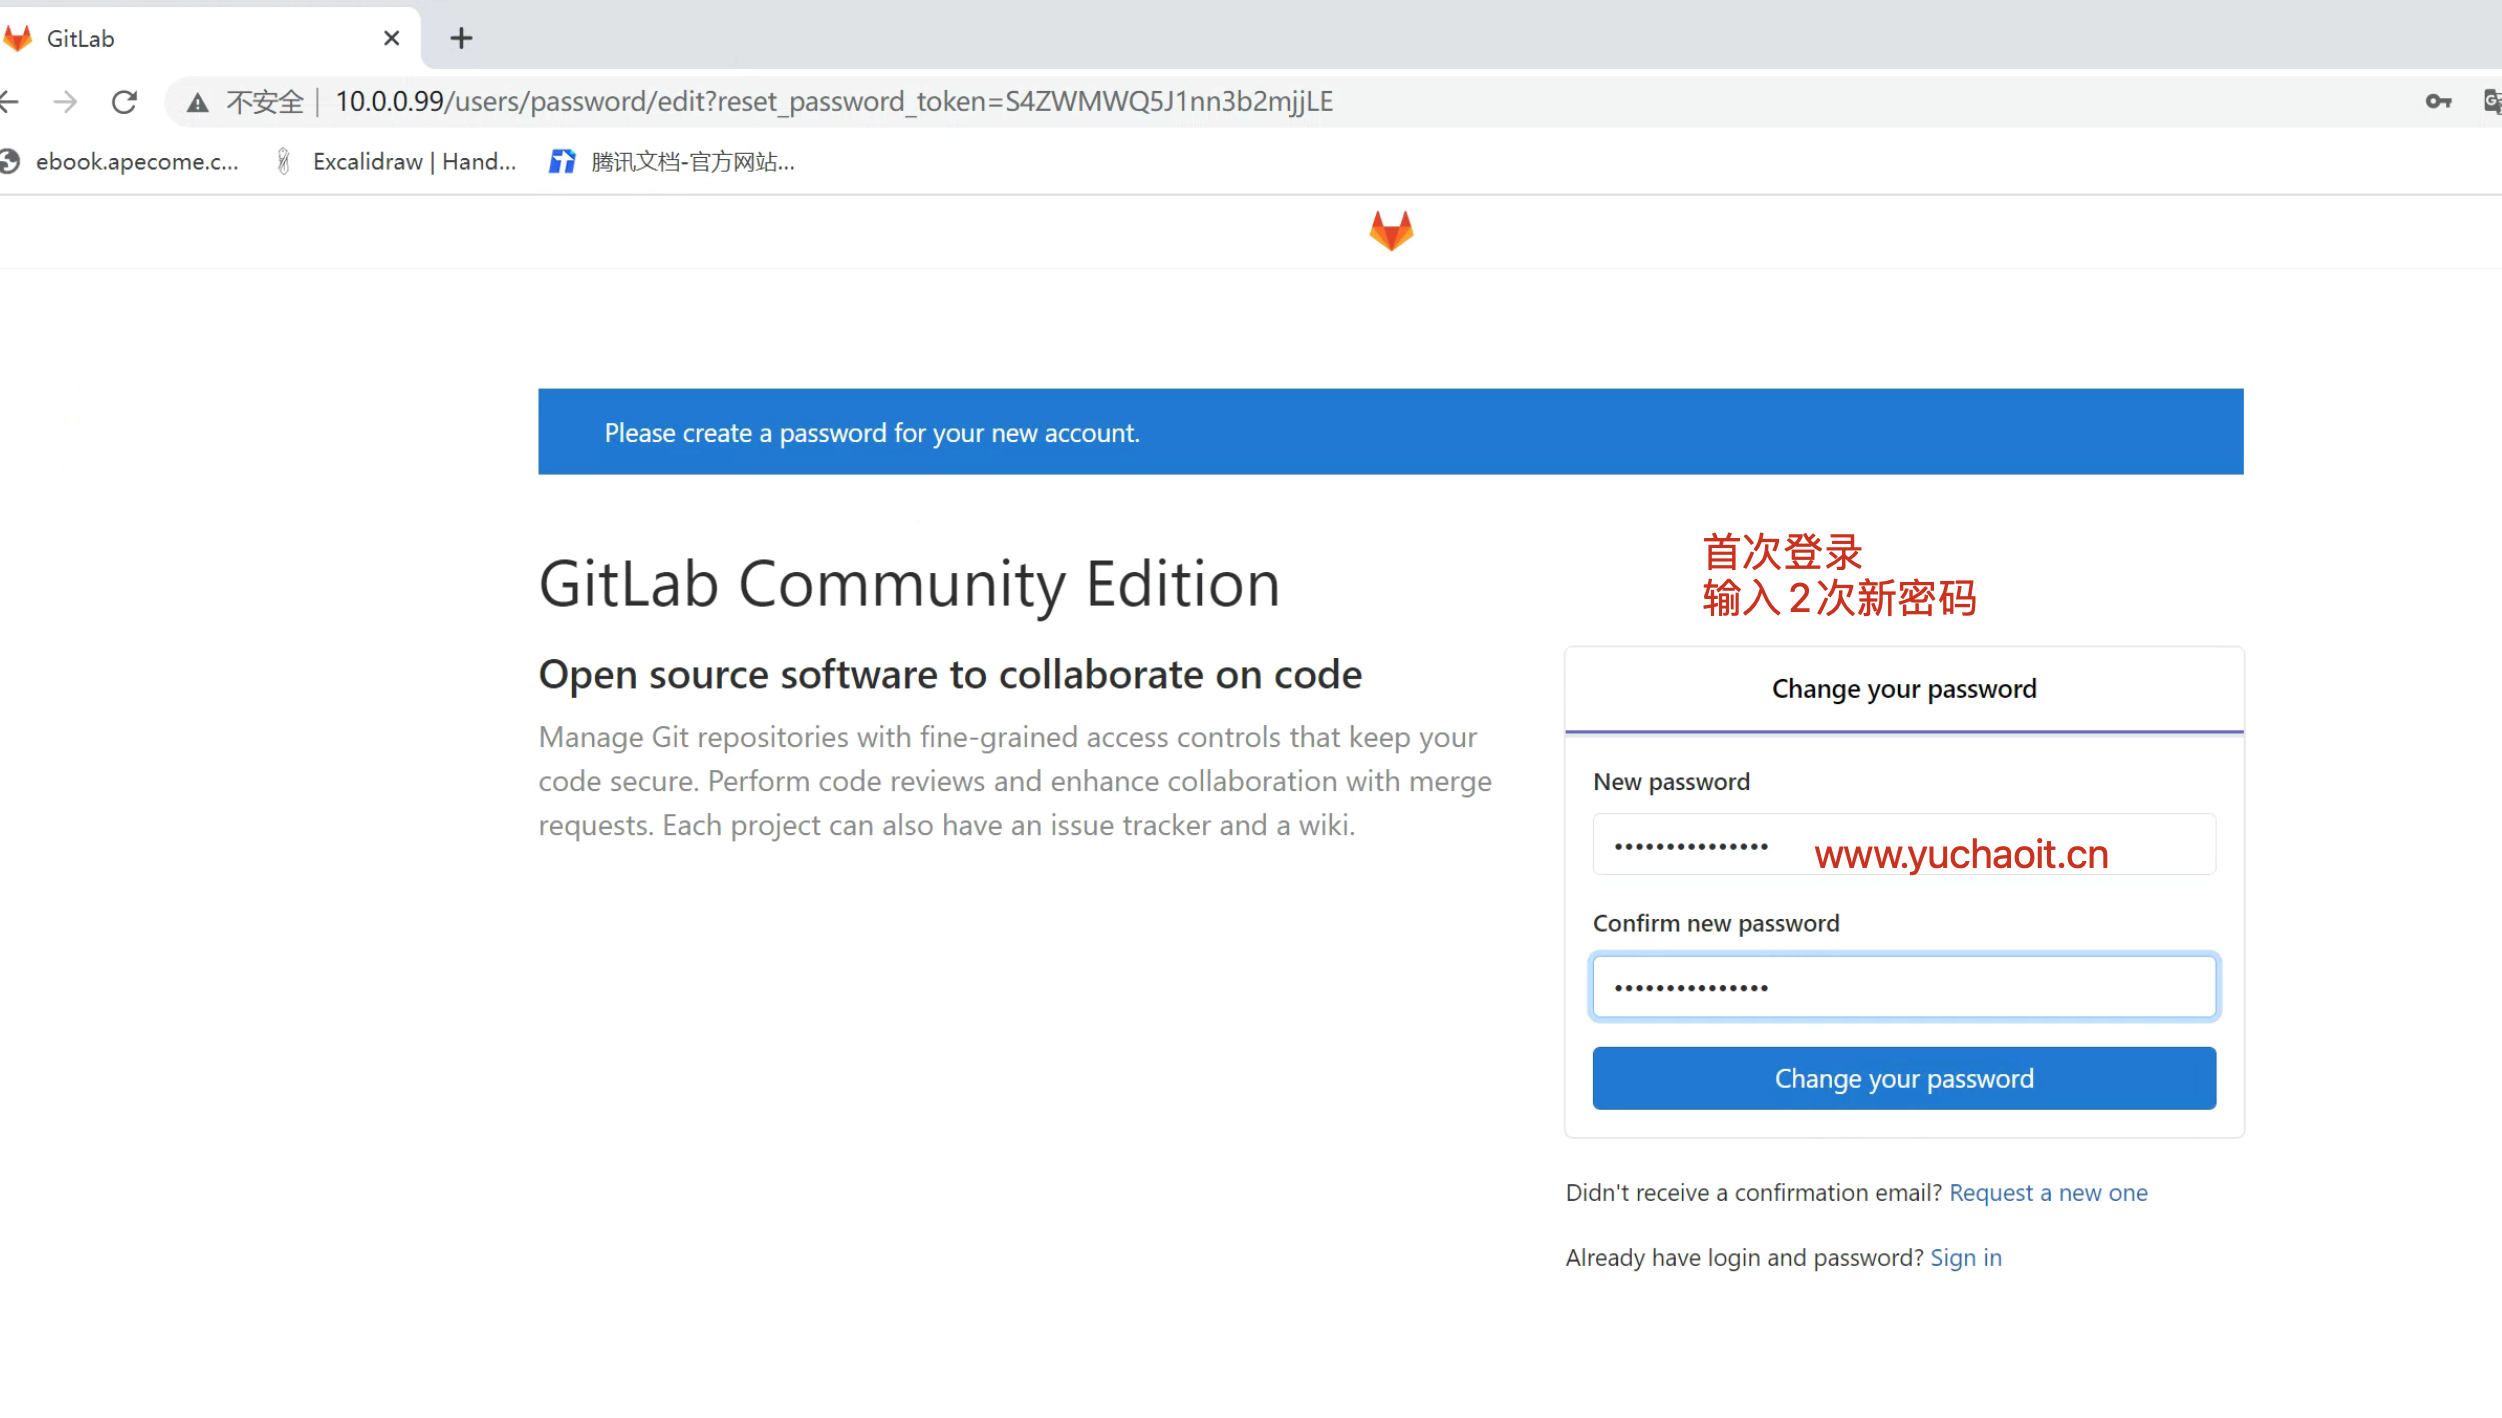 GitLab
不安全 | 10.0.0.99/users/password/edit?reset_password_token=S4ZWMWQ5J1nn3b2mjjLE
ebook.apecome.c... Excalidraw | Hand... 腾讯文档-官方网站...
Please create a password for your new account.
GitLab Community Edition
Open source software to collaborate on code
Manage Git repositories with fine-grained access controls that keep your
code secure. Perform code reviews and enhance collaboration with merge
requests. Each project can also have an issue tracker and a wiki.
首次登录
输入2次新密码
Change your password
New password
••••••••••••••• www.yuchaoit.cn
Confirm new password
•••••••••••••••
Change your password
Didn't receive a confirmation email? Request a new one
Already have login and password? Sign in